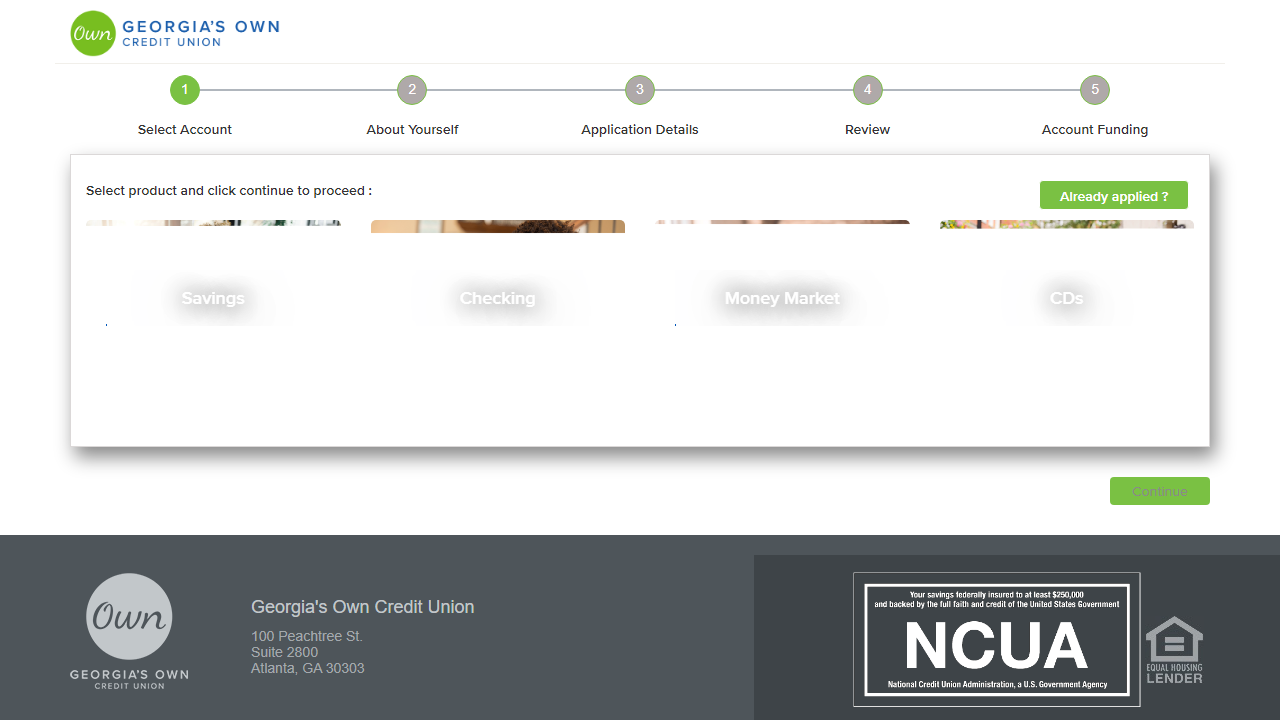 Own
GEORGIA'S OWN
CREDIT UNION
1
2
3
4
5
Select Account
About Yourself
Application Details
Review
Account Funding
Select product and click continue to proceed :
Already applied ?
Savings
Checking
Money Market
CDs
Continue
Own
GEORGIA'S OWN
CREDIT UNION
Georgia's Own Credit Union
100 Peachtree St.
Suite 2800
Atlanta, GA 30303
Your savings federally insured to at least $250,000
and backed by the full faith and credit of the United States Government
NCUA
National Credit Union Administration, a U.S. Government Agency
EQUAL HOUSING
LENDER